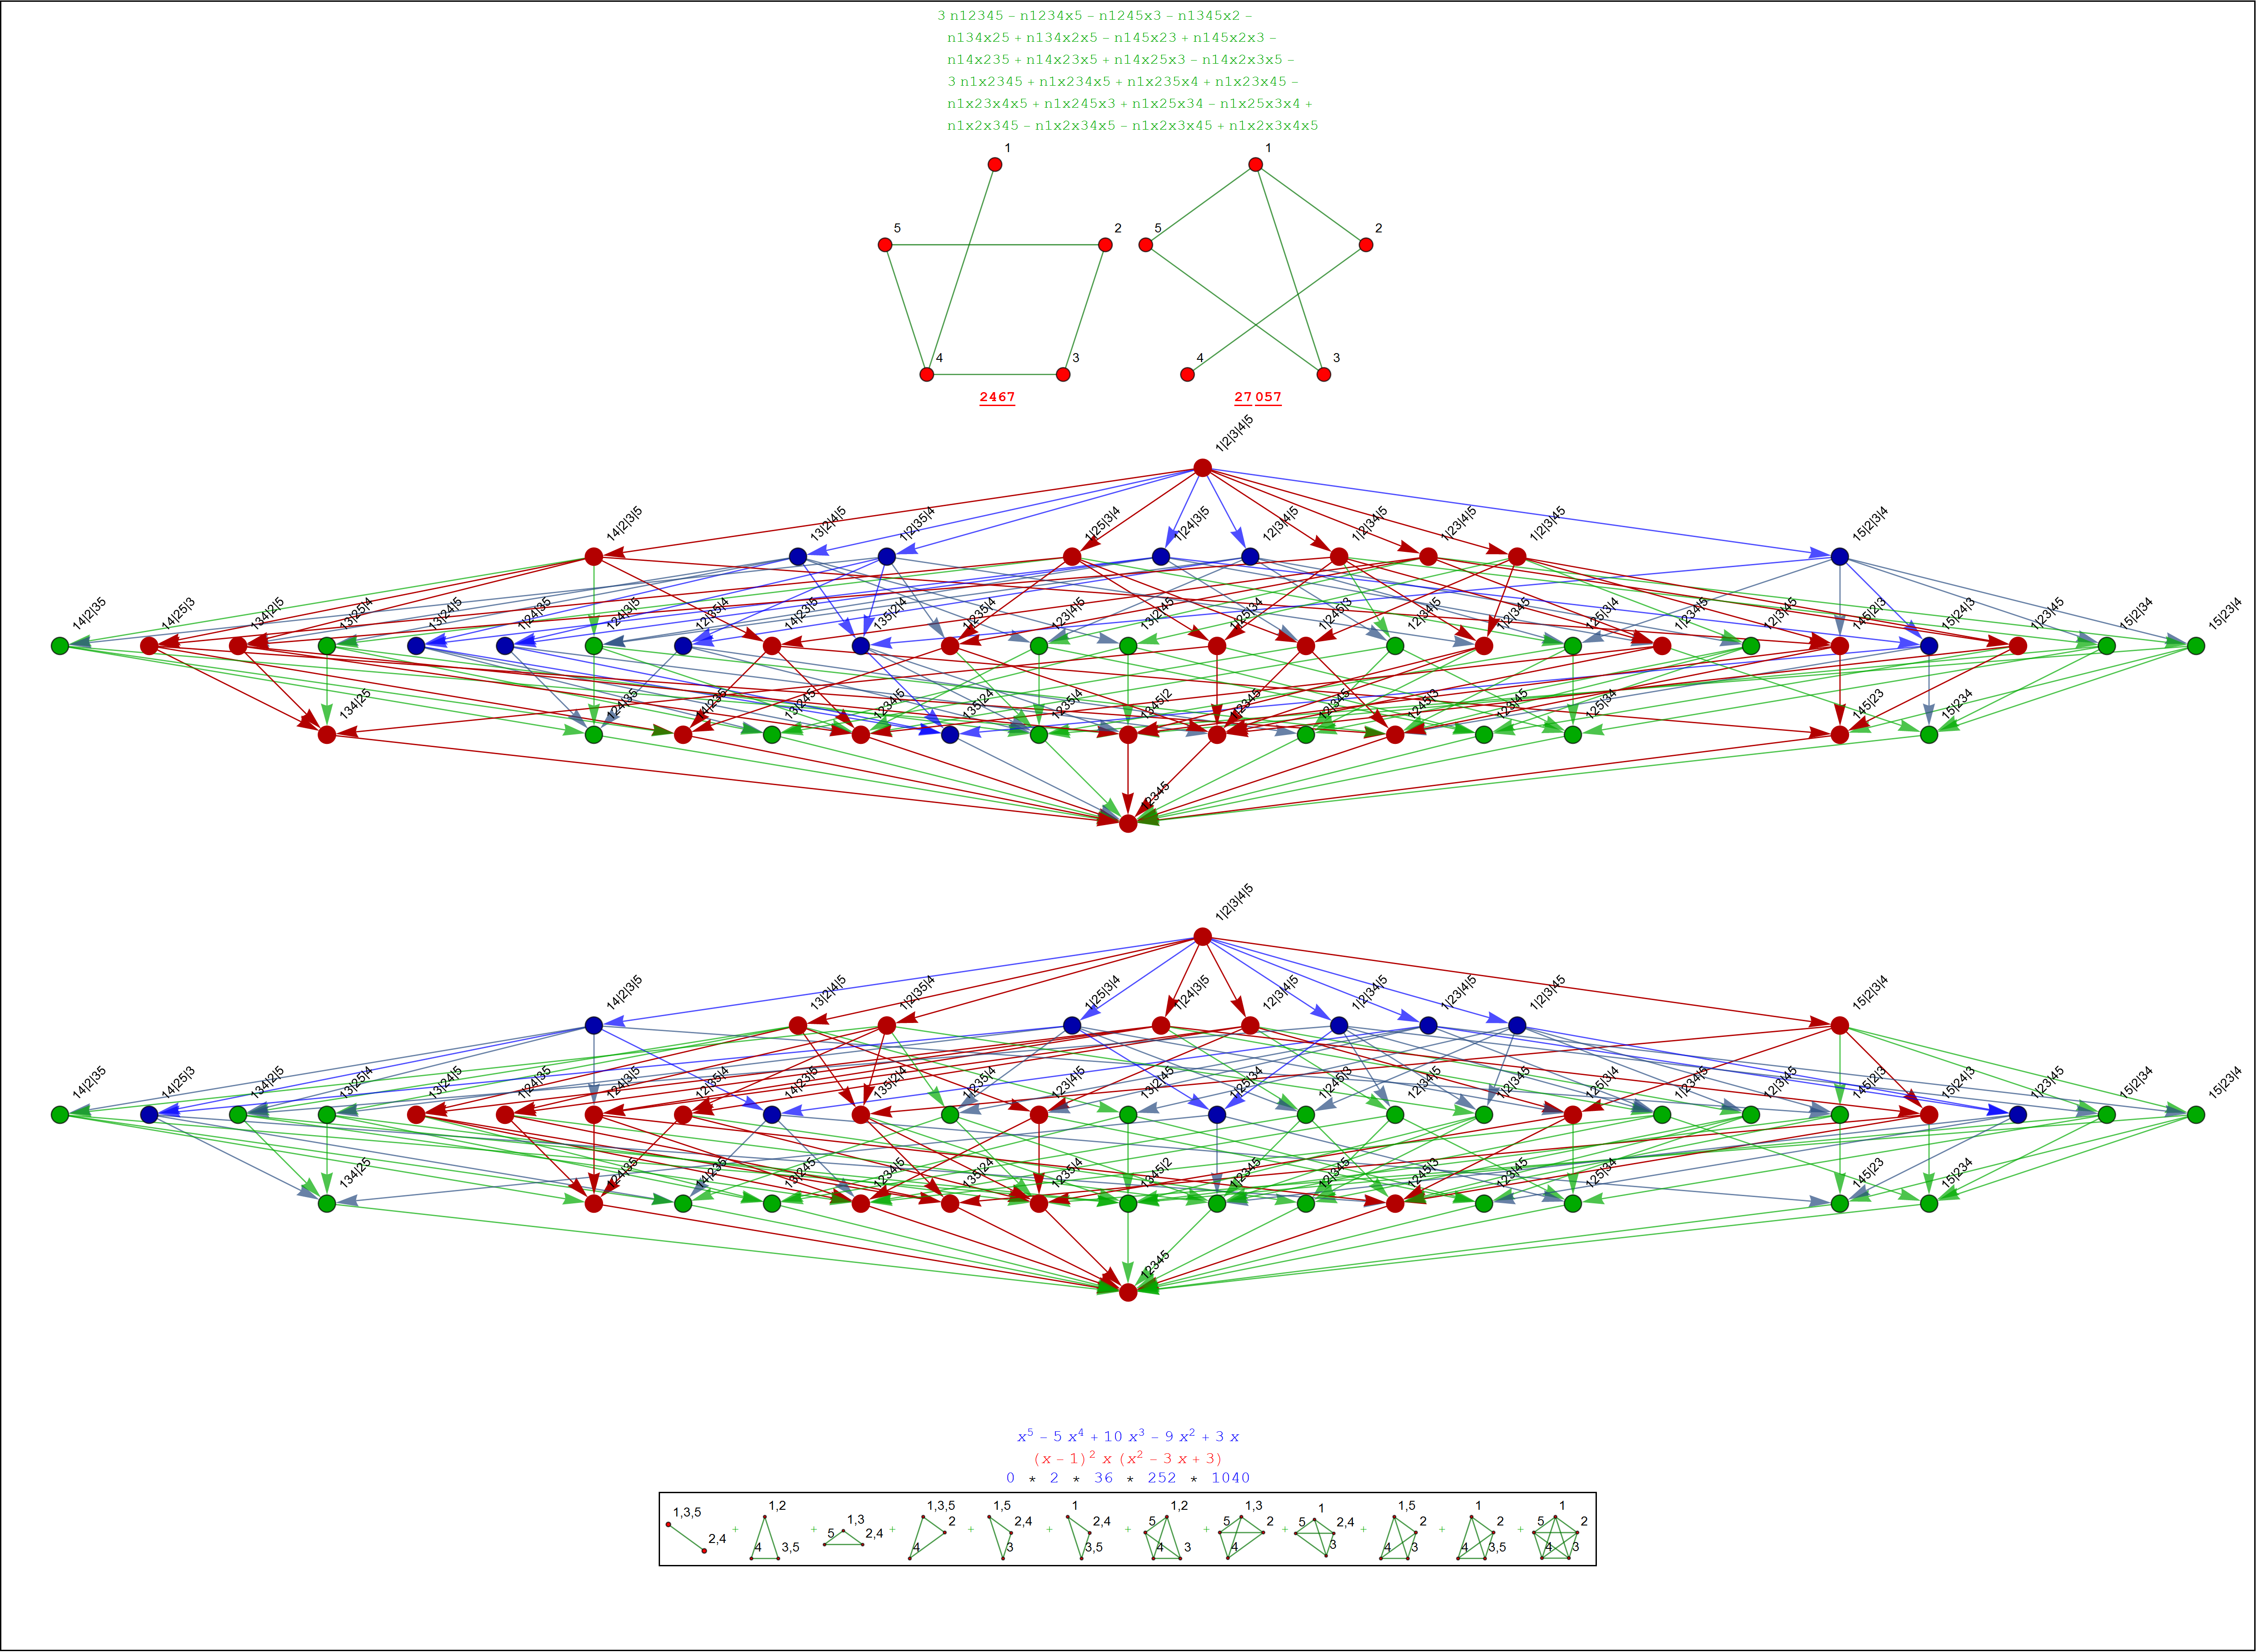 3 n12345 – n1234x5 – n1245x3 – n1345x2 –
n134x25 + n134x2x5 – n145x23 + n145x2x3 –
n14x235 + n14x23x5 + n14x25x3 – n14x2x3x5 –
3 n1x2345 + n1x234x5 + n1x235x4 + n1x23x45 –
n1x23x4x5 + n1x245x3 + n1x25x34 – n1x25x3x4 +
n1x2x345 – n1x2x34x5 – n1x2x3x45 + n1x2x3x4x5
1 1
5 2 5 2
4 3 4 3
2467 27 057
1|2|3|4|5
14|2|3|5 13|2|4|5 1|2|35|4 1|25|3|4 1|24|3|5 12|3|4|5 1|2|34|5 1|23|4|5 1|2|3|45 15|2|3|4
14|2|35 14|25|3 134|2|5 13|25|4 13|24|5 1|24|35 124|3|5 12|35|4 14|23|5 135|2|4 1|235|4 123|4|5 13|2|45 1|25|34 1|245|3 12|34|5 1|2|345 125|3|4 1|234|5 12|3|45 145|2|3 15|24|3 1|23|45 15|2|34 15|23|4
134|25 124|35 14|235 13|245 1234|5 135|24 1235|4 1345|2 1|2345 12|345 1245|3 123|45 125|34 145|23 15|234
12345
1|2|3|4|5
14|2|3|5 13|2|4|5 1|2|35|4 1|25|3|4 1|24|3|5 12|3|4|5 1|2|34|5 1|23|4|5 1|2|3|45 15|2|3|4
14|2|35 14|25|3 134|2|5 13|25|4 13|24|5 1|24|35 124|3|5 12|35|4 14|23|5 135|2|4 1|235|4 123|4|5 13|2|45 1|25|34 1|245|3 12|34|5 1|2|345 125|3|4 1|234|5 12|3|45 145|2|3 15|24|3 1|23|45 15|2|34 15|23|4
134|25 124|35 14|235 13|245 1234|5 135|24 1235|4 1345|2 1|2345 12|345 1245|3 123|45 125|34 145|23 15|234
12345
x⁵ – 5 x⁴ + 10 x³ – 9 x² + 3 x
(x – 1)² x (x² – 3 x + 3)
0 * 2 * 36 * 252 * 1040
1,3,5 2,4 + 1,2 4 3,5 + 1,3 5 2,4 + 1,3,5 2 4 + 1,5 2,4 3 + 1 2,4 3,5 + 1,2 5 4 3 + 1,3 5 2 4 + 1 5 2,4 3 + 1,5 2 4 3 + 1 2 4 3,5 + 1 5 2 4 3